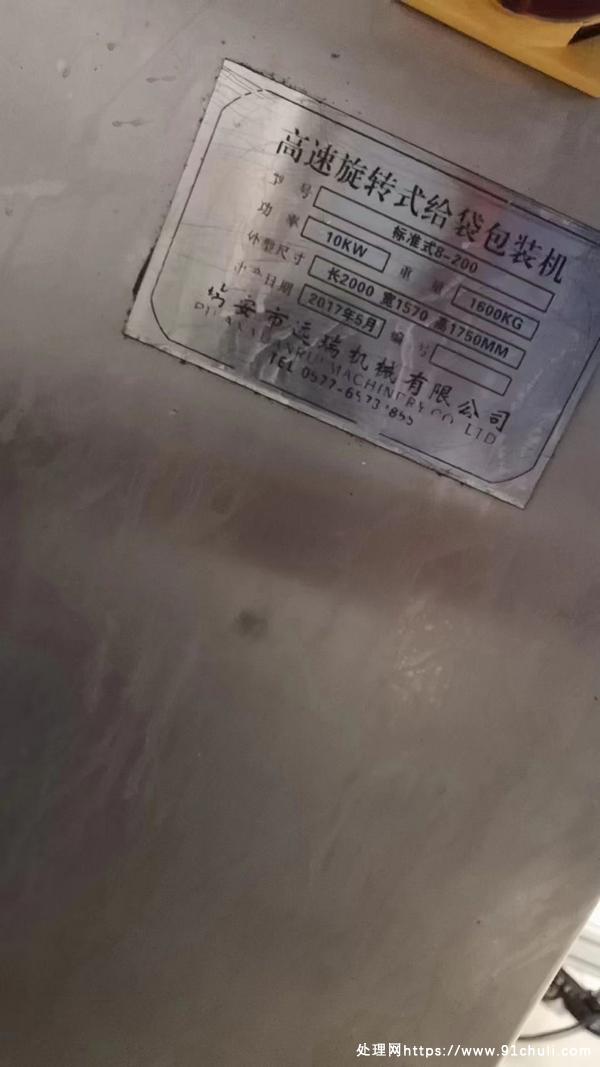 高速旋转式给袋包装机
型号 标准式8-200
功率 10KW 重量 1600KG
外型尺寸 长2000 宽1570 高1750MM
出产日期 2017年5月 编号
瑞安市运瑞机械有限公司
MACHINERY CO LTD
TEL 0577-
处理网https://www.91chuli.com